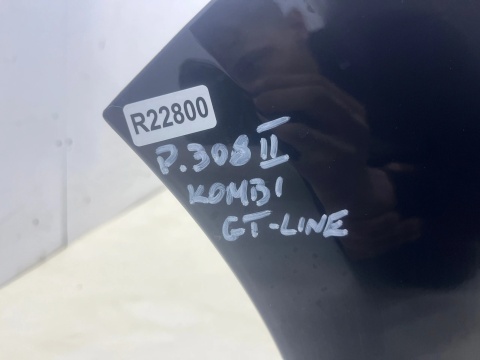 R22800
P.308 II
KOMBI
GT-LINE